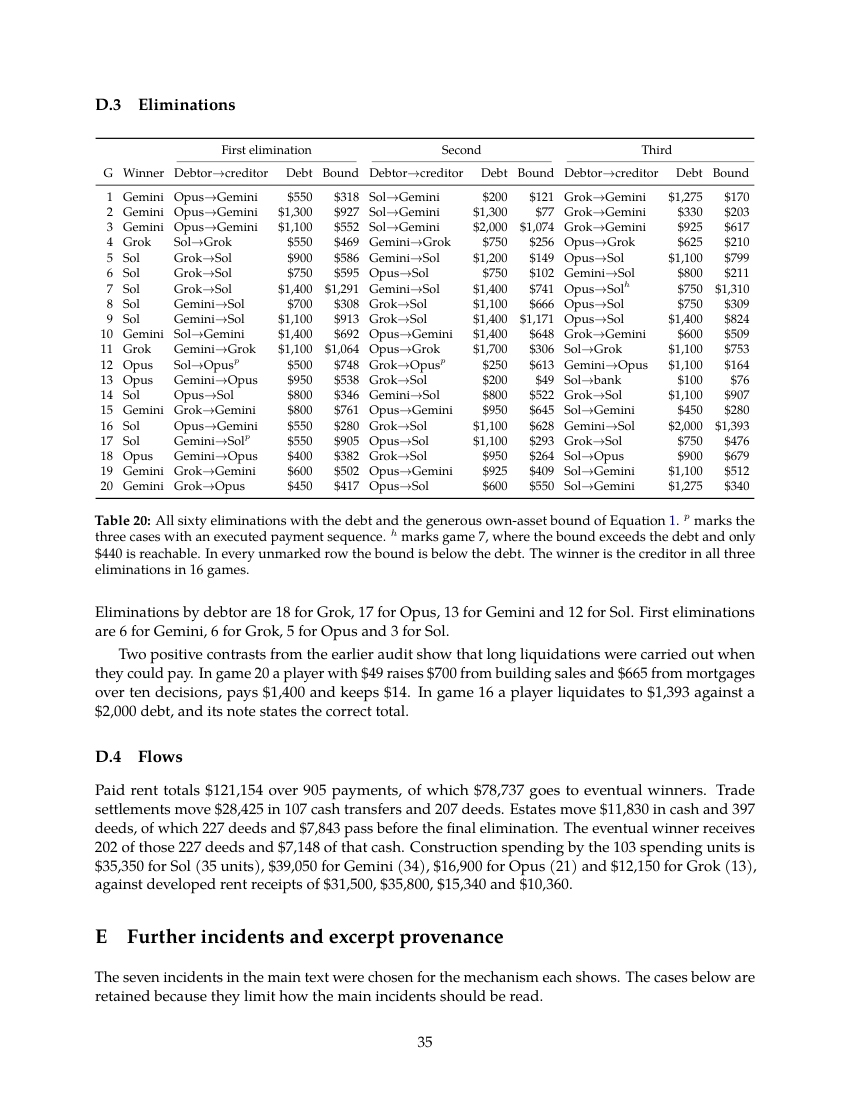 D.3 Eliminations
First elimination Second Third
G Winner Debtor→creditor Debt Bound Debtor→creditor Debt Bound Debtor→creditor Debt Bound
1 Gemini Opus→Gemini $550 $318 Sol→Gemini $200 $121 Grok→Gemini $1,275 $170
2 Gemini Opus→Gemini $1,300 $927 Sol→Gemini $1,300 $77 Grok→Gemini $330 $203
3 Gemini Opus→Gemini $1,100 $552 Sol→Gemini $2,000 $1,074 Grok→Gemini $925 $617
4 Grok Sol→Grok $550 $469 Gemini→Grok $750 $256 Opus→Grok $625 $210
5 Sol Grok→Sol $900 $586 Gemini→Sol $1,200 $149 Opus→Sol $1,100 $799
6 Sol Grok→Sol $750 $595 Opus→Sol $750 $102 Gemini→Sol $800 $211
7 Sol Grok→Sol $1,400 $1,291 Gemini→Sol $1,400 $741 Opus→Solʰ $750 $1,310
8 Sol Gemini→Sol $700 $308 Grok→Sol $1,100 $666 Opus→Sol $750 $309
9 Sol Gemini→Sol $1,100 $913 Grok→Sol $1,400 $1,171 Opus→Sol $1,400 $824
10 Gemini Sol→Gemini $1,400 $692 Opus→Gemini $1,400 $648 Grok→Gemini $600 $509
11 Grok Gemini→Grok $1,100 $1,064 Opus→Grok $1,700 $306 Sol→Grok $1,100 $753
12 Opus Sol→Opusᵖ $500 $748 Grok→Opusᵖ $250 $613 Gemini→Opus $1,100 $164
13 Opus Gemini→Opus $950 $538 Grok→Sol $200 $49 Sol→bank $100 $76
14 Sol Opus→Sol $800 $346 Gemini→Sol $800 $522 Grok→Sol $1,100 $907
15 Gemini Grok→Gemini $800 $761 Opus→Gemini $950 $645 Sol→Gemini $450 $280
16 Sol Opus→Gemini $550 $280 Grok→Sol $1,100 $628 Gemini→Sol $2,000 $1,393
17 Sol Gemini→Solᵖ $550 $905 Opus→Sol $1,100 $293 Grok→Sol $750 $476
18 Opus Gemini→Opus $400 $382 Grok→Sol $950 $264 Sol→Opus $900 $679
19 Gemini Grok→Gemini $600 $502 Opus→Gemini $925 $409 Sol→Gemini $1,100 $512
20 Gemini Grok→Opus $450 $417 Opus→Sol $600 $550 Sol→Gemini $1,275 $340
Table 20: All sixty eliminations with the debt and the generous own-asset bound of Equation 1. ᵖ marks the
three cases with an executed payment sequence. ʰ marks game 7, where the bound exceeds the debt and only
$440 is reachable. In every unmarked row the bound is below the debt. The winner is the creditor in all three
eliminations in 16 games.
Eliminations by debtor are 18 for Grok, 17 for Opus, 13 for Gemini and 12 for Sol. First eliminations
are 6 for Gemini, 6 for Grok, 5 for Opus and 3 for Sol.
Two positive contrasts from the earlier audit show that long liquidations were carried out when
they could pay. In game 20 a player with $49 raises $700 from building sales and $665 from mortgages
over ten decisions, pays $1,400 and keeps $14. In game 16 a player liquidates to $1,393 against a
$2,000 debt, and its note states the correct total.
D.4 Flows
Paid rent totals $121,154 over 905 payments, of which $78,737 goes to eventual winners. Trade
settlements move $28,425 in 107 cash transfers and 207 deeds. Estates move $11,830 in cash and 397
deeds, of which 227 deeds and $7,843 pass before the final elimination. The eventual winner receives
202 of those 227 deeds and $7,148 of that cash. Construction spending by the 103 spending units is
$35,350 for Sol (35 units), $39,050 for Gemini (34), $16,900 for Opus (21) and $12,150 for Grok (13),
against developed rent receipts of $31,500, $35,800, $15,340 and $10,360.
E Further incidents and excerpt provenance
The seven incidents in the main text were chosen for the mechanism each shows. The cases below are
retained because they limit how the main incidents should be read.
35